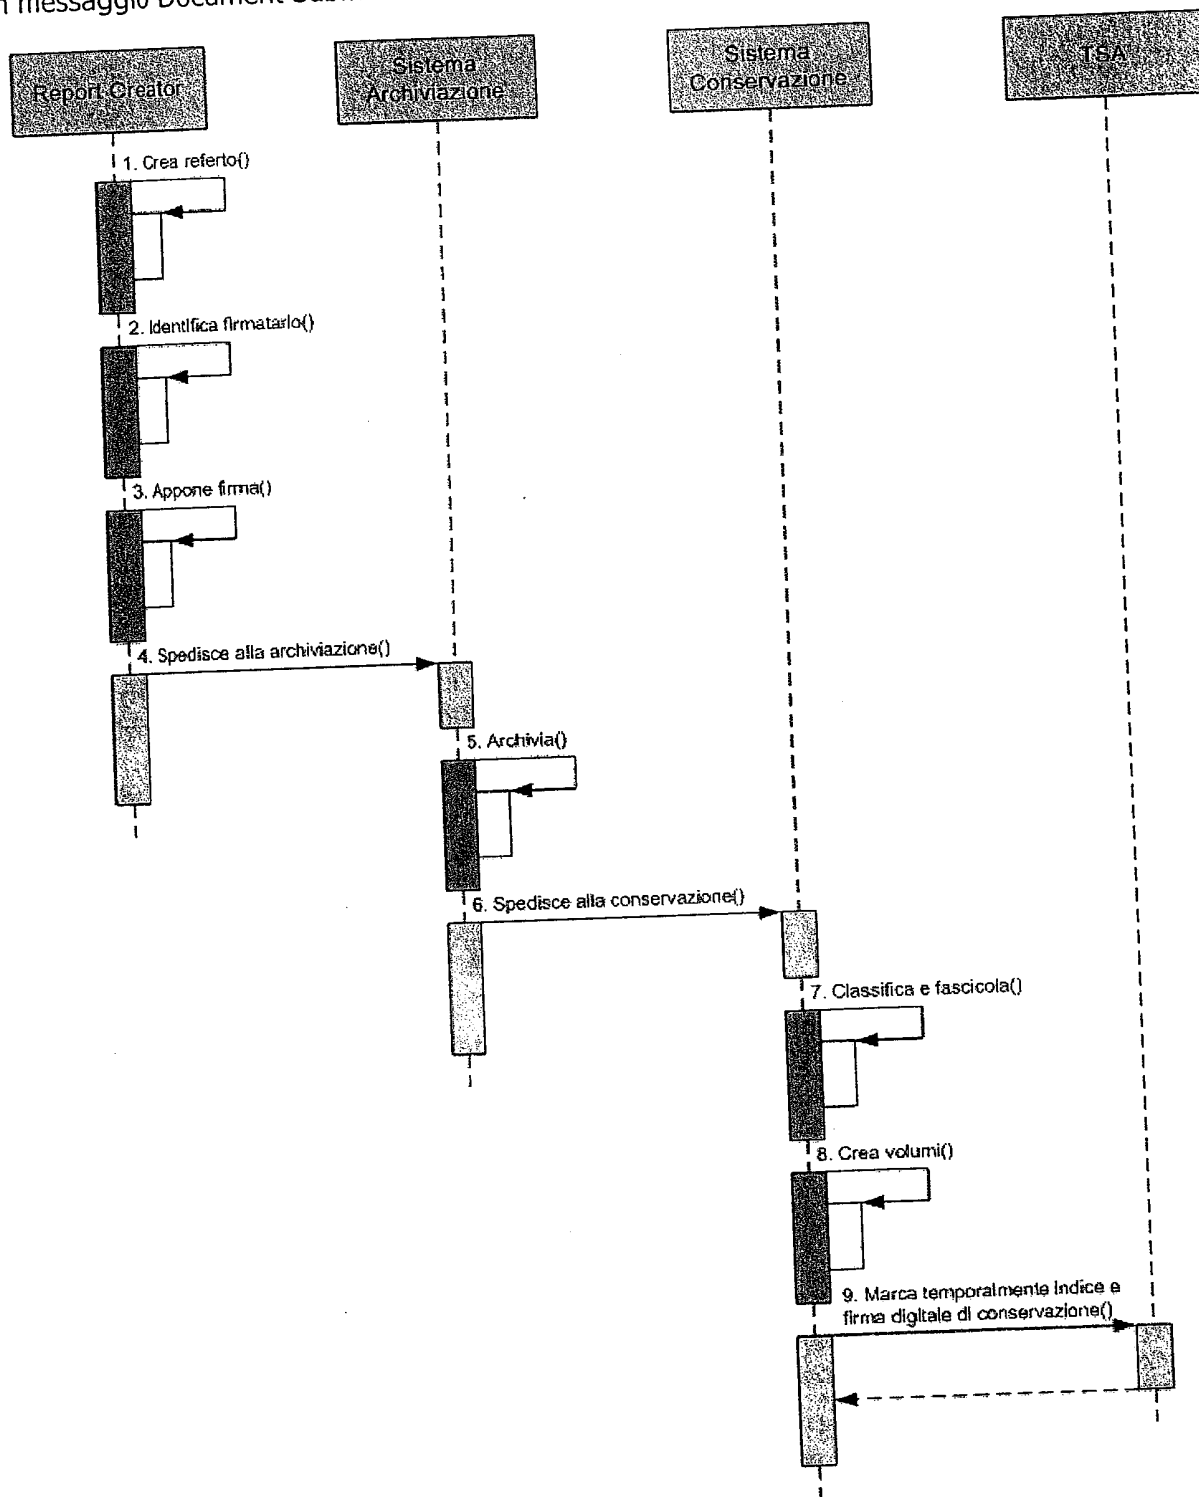 messaggio Document
Report Creator
Sistema
Archiviazione
Sistema
Conservazione
TSA
1. Crea referto()
2. Identifica firmatario()
3. Appone firma()
4. Spedisce alla archiviazione()
5. Archivia()
6. Spedisce alla conservazione()
7. Classifica e fascicola()
8. Crea volumi()
9. Marca temporalmente indice e
firma digitale di conservazione()